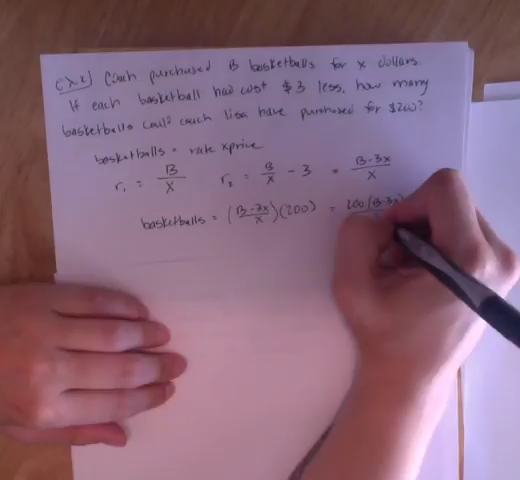 Ex 2) Coach purchased B basketballs for x dollars.
If each basketball had cost $3 less, how many
basketballs could coach lisa have purchased for $200?
basketballs = rate x price
r₁ = B/x r₂ = B/x - 3 = B-3x/x
basketballs = (B-3x/x)(200) = 200(B-3x)